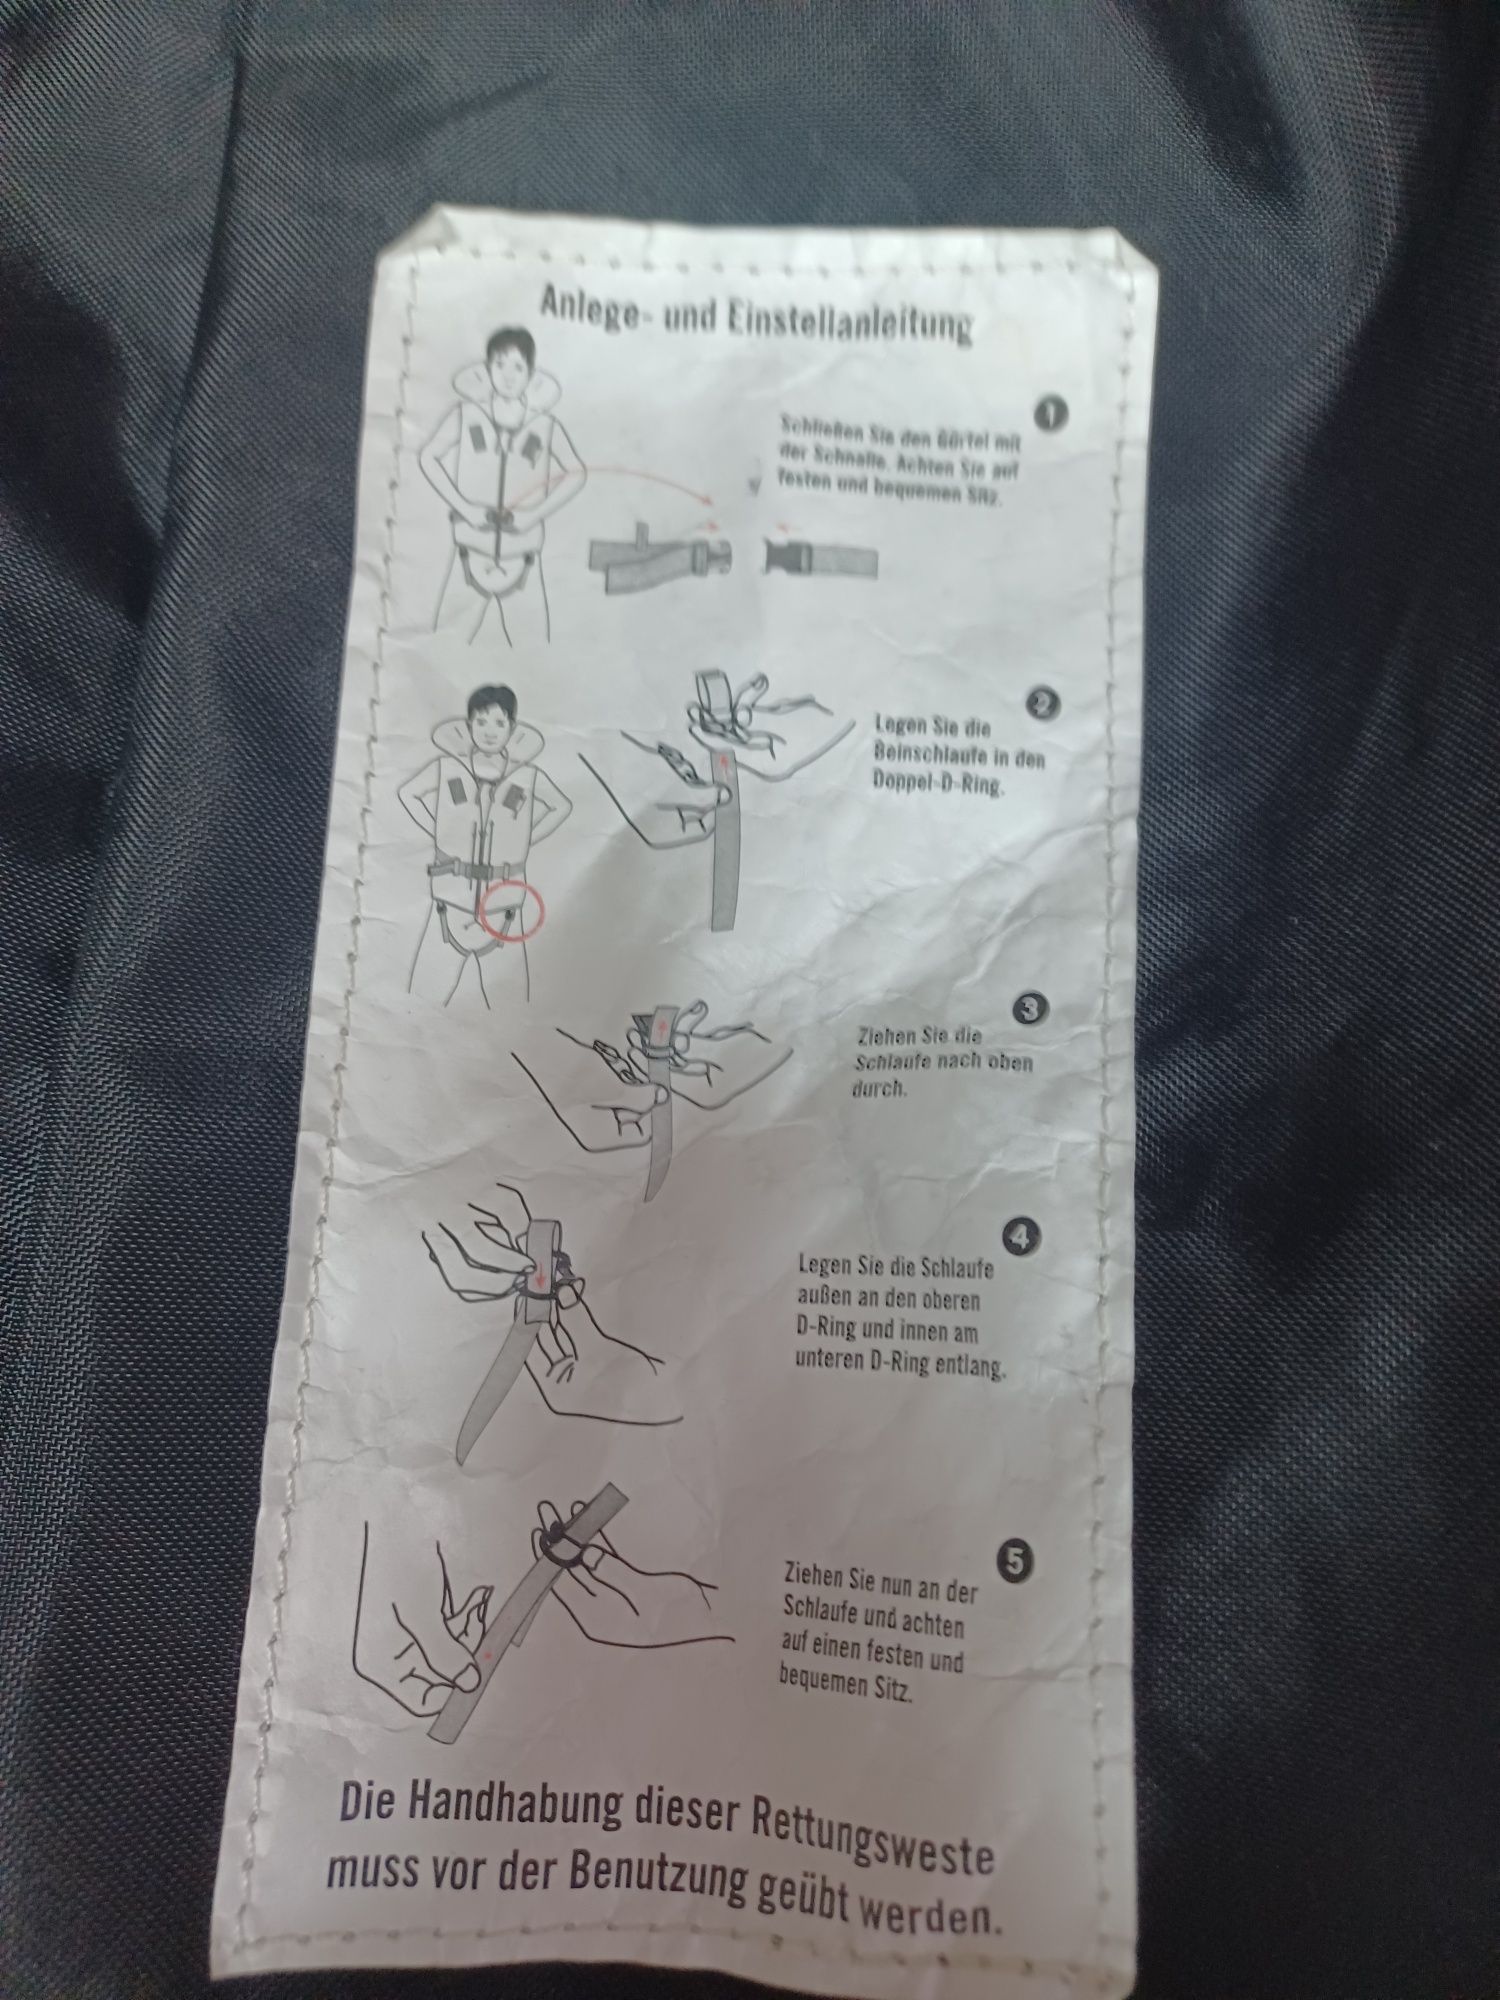 Anlege- und Einstellanleitung
1
Schließen Sie den Gürtel mit
der Schnalle. Achten Sie auf
festen und bequemen Sitz.
2
Legen Sie die
Beinschlaufe in den
Doppel-D-Ring.
3
Ziehen Sie die
Schlaufe nach oben
durch.
4
Legen Sie die Schlaufe
außen an den oberen
D-Ring und innen am
unteren D-Ring entlang.
5
Ziehen Sie nun an der
Schlaufe und achten
auf einen festen und
bequemen Sitz.
Die Handhabung dieser Rettungsweste
muss vor der Benutzung geübt werden.